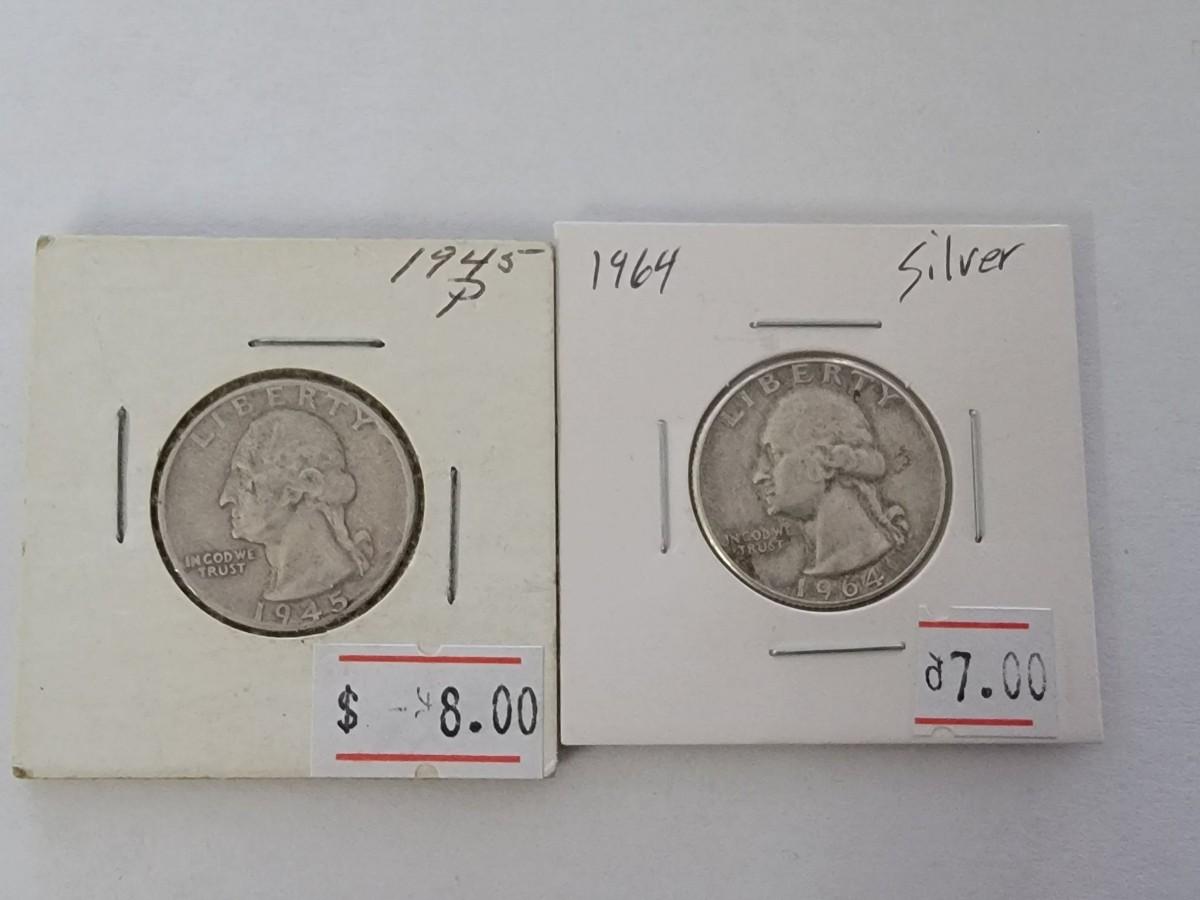 1945
P
LIBERTY
IN GOD WE
TRUST
1945
$ 8.00
1964 Silver
LIBERTY
IN GOD WE
TRUST
1964
7.00